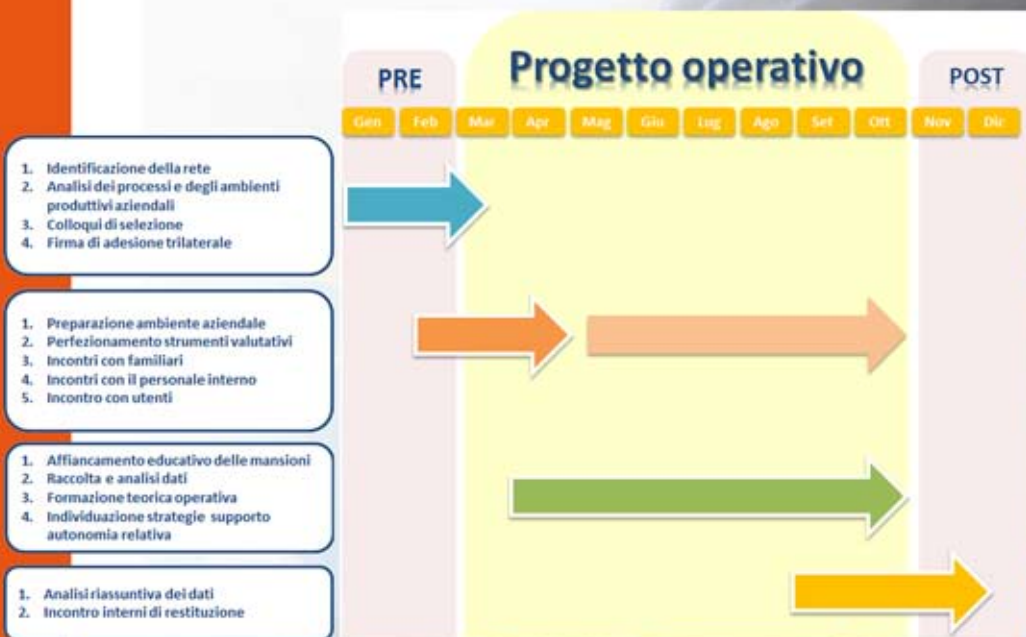 PRE
Progetto operativo
POST
Gen Feb Mar Apr Mag Giu Lug Ago Set Ott Nov Dic
1. Identificazione della rete
2. Analisi dei processi e degli ambienti
produttivi aziendali
3. Colloqui di selezione
4. Firma di adesione trilaterale
1. Preparazione ambiente aziendale
2. Perfezionamento strumenti valutativi
3. Incontri con familiari
4. Incontri con il personale interno
5. Incontro con utenti
1. Affiancamento educativo delle mansioni
2. Raccolta e analisi dati
3. Formazione teorica operativa
4. Individuazione strategie supporto
autonomia relativa
1. Analisi riassuntiva dei dati
2. Incontro interni di restituzione